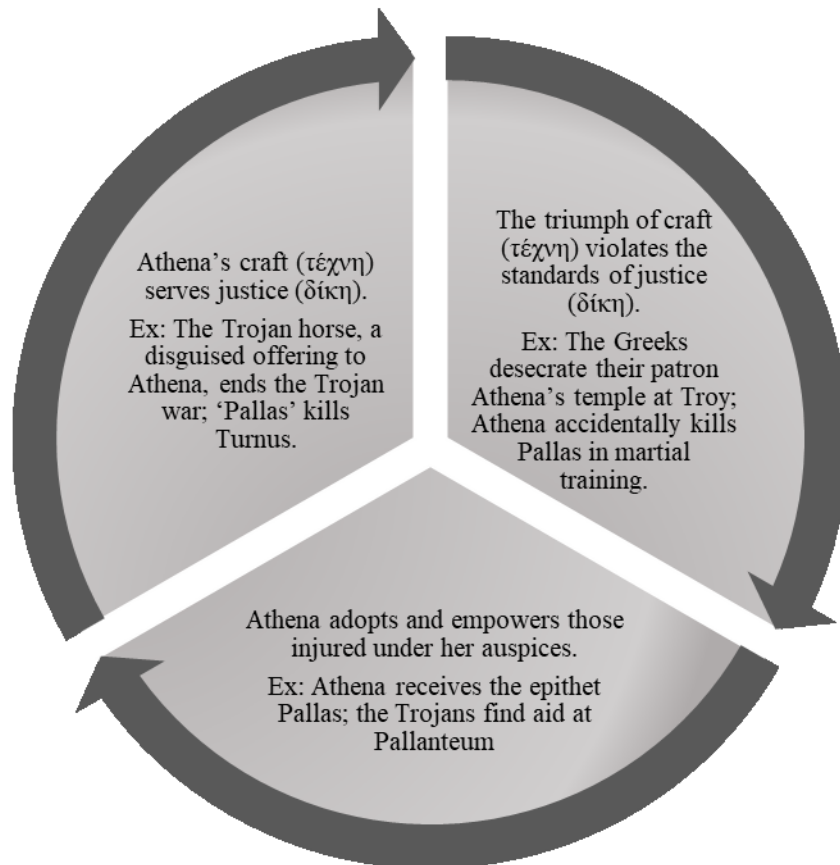 Athena’s craft (τέχνη)
serves justice (δίκη).
Ex: The Trojan horse, a
disguised offering to
Athena, ends the Trojan
war; ‘Pallas’ kills
Turnus.
The triumph of craft
(τέχνη) violates the
standards of justice
(δίκη).
Ex: The Greeks
desecrate their patron
Athena’s temple at Troy;
Athena accidentally kills
Pallas in martial
training.
Athena adopts and empowers those
injured under her auspices.
Ex: Athena receives the epithet
Pallas; the Trojans find aid at
Pallanteum